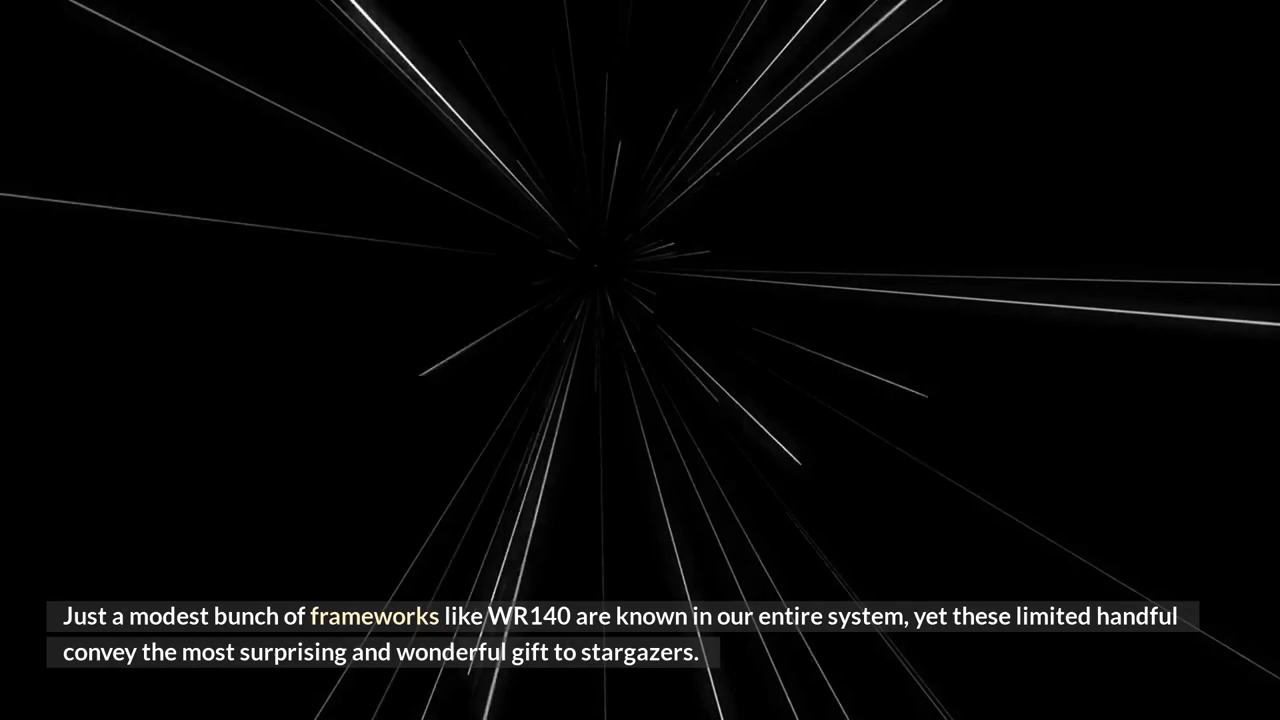 Just a modest bunch of frameworks like WR140 are known in our entire system, yet these limited handful
convey the most surprising and wonderful gift to stargazers.